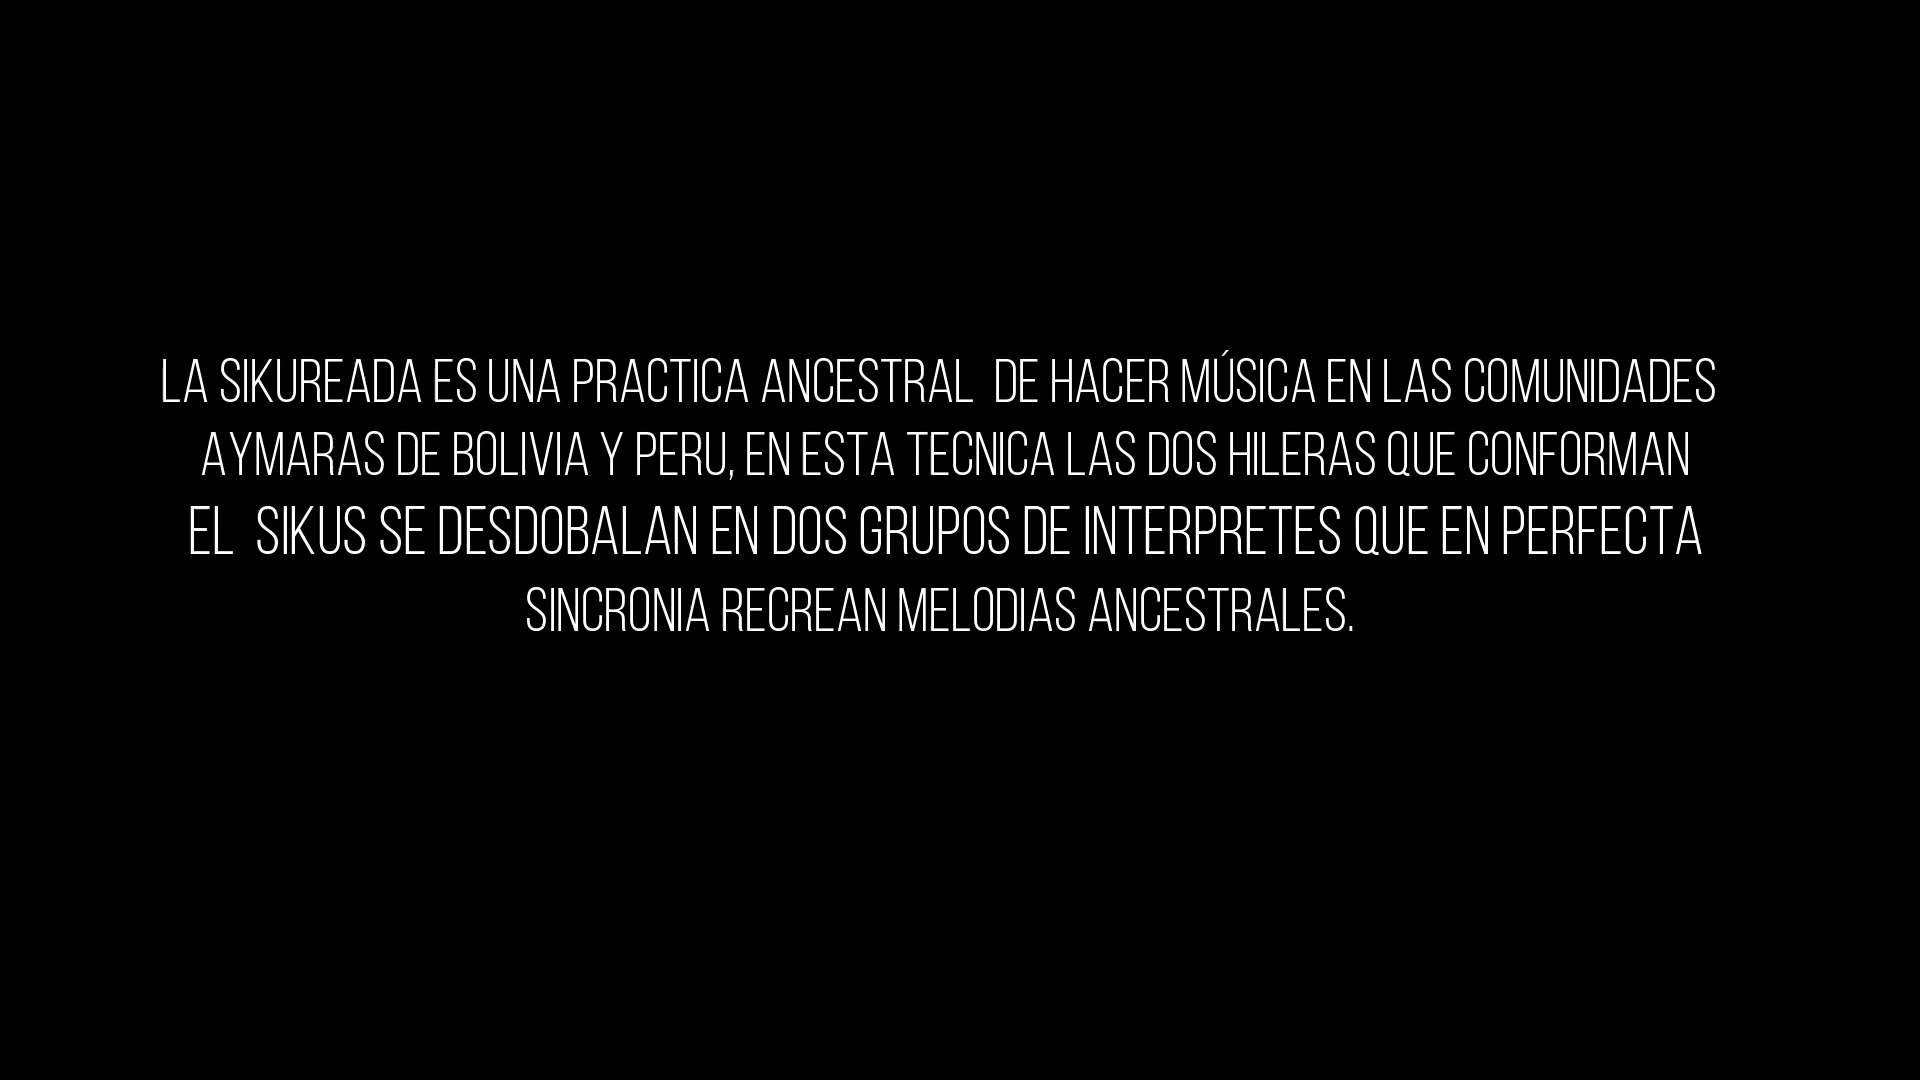 LA SIKUREADA ES UNA PRACTICA ANCESTRAL  DE HACER MÚSICA EN LAS COMUNIDADES
AYMARAS DE BOLIVIA Y PERU, EN ESTA TECNICA LAS DOS HILERAS QUE CONFORMAN
EL  SIKUS SE DESDOBALAN EN DOS GRUPOS DE INTERPRETES QUE EN PERFECTA
SINCRONIA RECREAN MELODIAS ANCESTRALES.